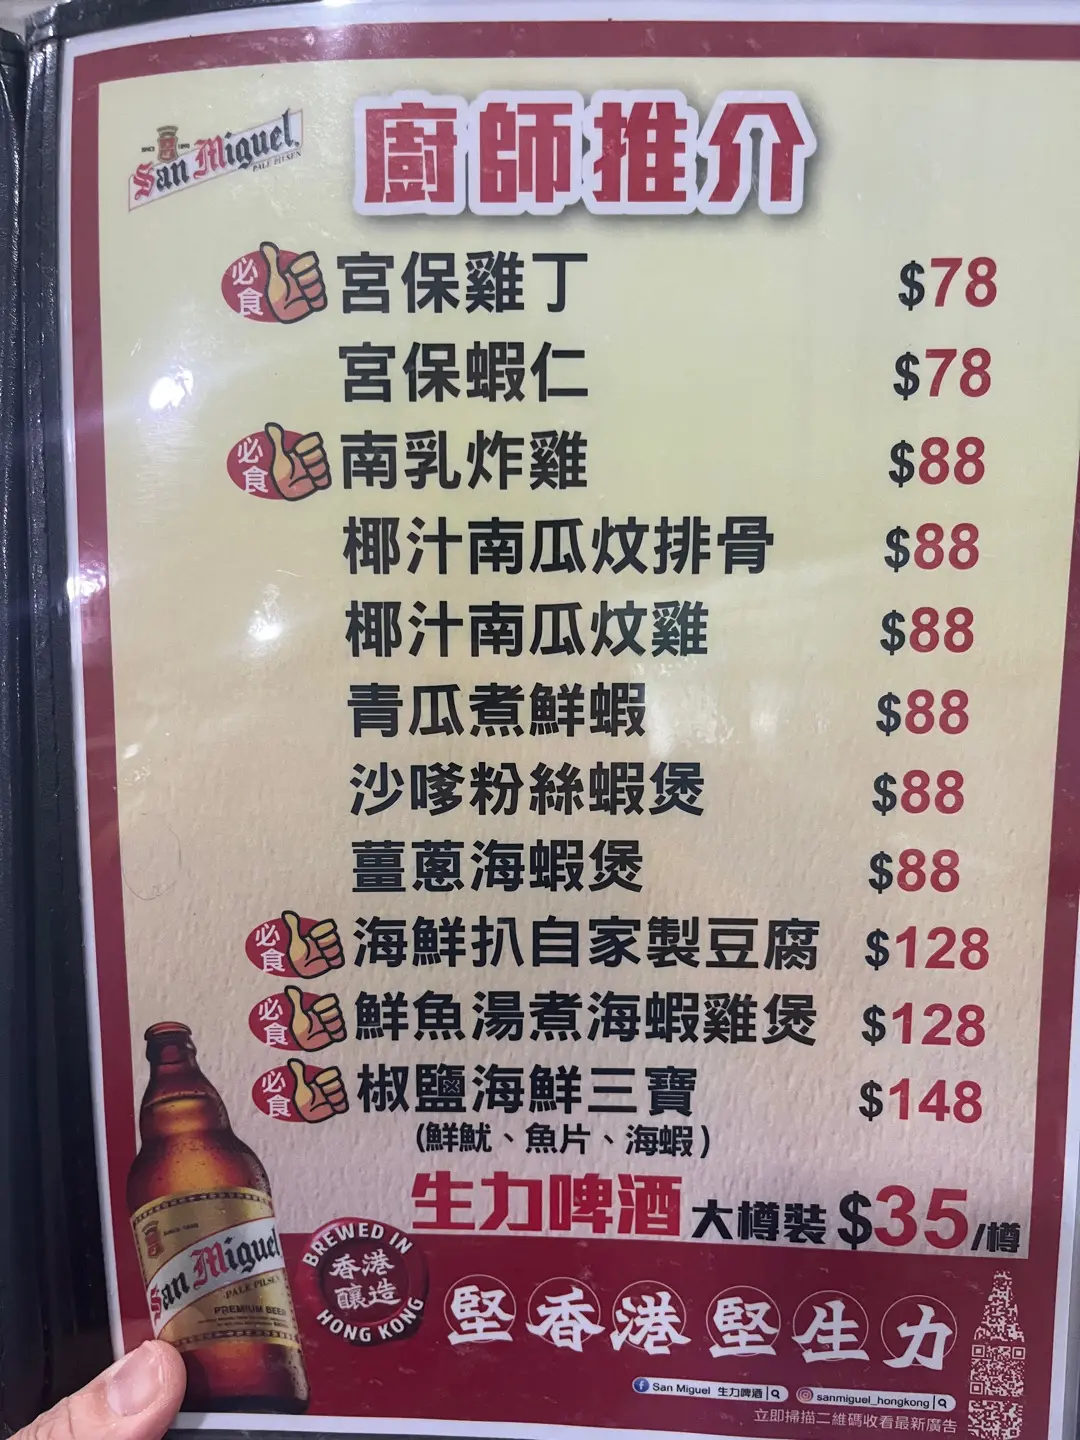 San Miguel
PALE PILSEN
廚師推介
必食 宮保雞丁 $78
宮保蝦仁 $78
必食 南乳炸雞 $88
椰汁南瓜炆排骨 $88
椰汁南瓜炆雞 $88
青瓜煮鮮蝦 $88
沙嗲粉絲蝦煲 $88
薑蔥海蝦煲 $88
必食 海鮮扒自家製豆腐 $128
必食 鮮魚湯煮海蝦雞煲 $128
必食 椒鹽海鮮三寶 $148
(鮮魷、魚片、海蝦)
生力啤酒 大樽裝 $35/樽
San Miguel
PALE PILSEN
PREMIUM BEER
BREWED IN
香港
釀造
HONG KONG
堅香港堅生力
San Miguel 生力啤酒
sanmiguel_hongkong
立即掃描二維碼收看最新廣告